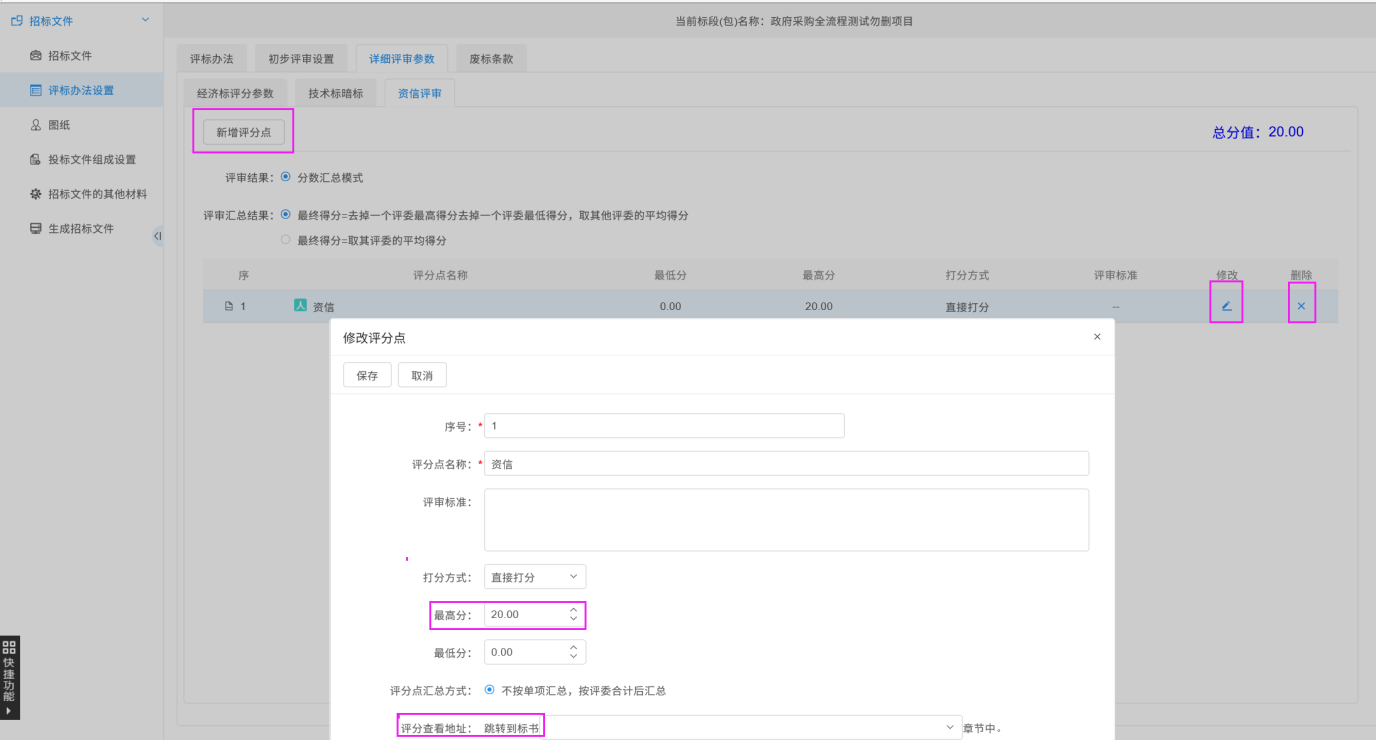 当前标段(包)名称：政府采购全流程测试勿删项目
招标文件
招标文件
评标办法设置
图纸
投标文件组成设置
招标文件的其他材料
生成招标文件
快捷功能
评标办法 初步评审设置 详细评审参数 废标条款
经济标评分参数 技术标暗标 资信评审
新增评分点 总分值：20.00
评审结果： 分数汇总模式
评审汇总结果： 最终得分=去掉一个评委最高得分去掉一个评委最低得分，取其他评委的平均得分
最终得分=取其评委的平均得分
序 评分点名称 最低分 最高分 打分方式 评审标准 修改 删除
1 资信 0.00 20.00 直接打分 --
修改评分点 ×
保存 取消
序号：* 1
评分点名称：* 资信
评审标准：
打分方式： 直接打分
最高分： 20.00
最低分： 0.00
评分点汇总方式： 不按单项汇总，按评委合计后汇总
评分查看地址： 跳转到标书 章节中。